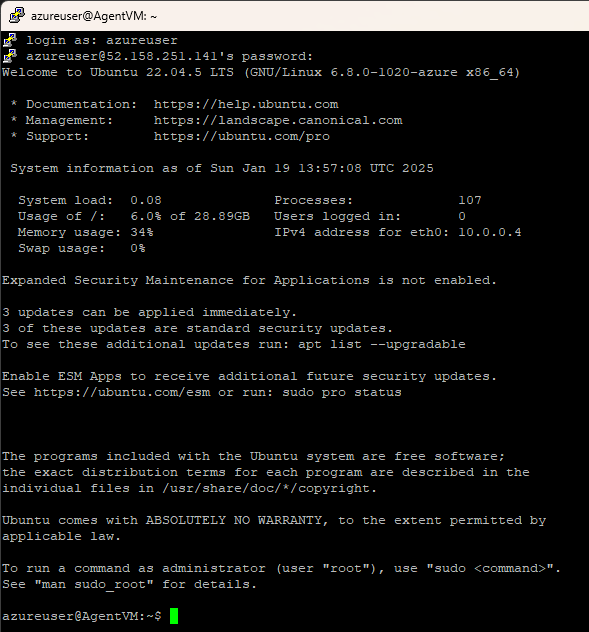 azureuser@AgentVM: ~
login as: azureuser
azureuser@52.158.251.141's password:
Welcome to Ubuntu 22.04.5 LTS (GNU/Linux 6.8.0-1020-azure x86_64)
* Documentation:  https://help.ubuntu.com
* Management:     https://landscape.canonical.com
* Support:        https://ubuntu.com/pro
System information as of Sun Jan 19 13:57:08 UTC 2025
System load:  0.08              Processes:             107
Usage of /:   6.0% of 28.89GB   Users logged in:       0
Memory usage: 34%               IPv4 address for eth0: 10.0.0.4
Swap usage:   0%
Expanded Security Maintenance for Applications is not enabled.
3 updates can be applied immediately.
3 of these updates are standard security updates.
To see these additional updates run: apt list --upgradable
Enable ESM Apps to receive additional future security updates.
See https://ubuntu.com/esm or run: sudo pro status
The programs included with the Ubuntu system are free software;
the exact distribution terms for each program are described in the
individual files in /usr/share/doc/*/copyright.
Ubuntu comes with ABSOLUTELY NO WARRANTY, to the extent permitted by
applicable law.
To run a command as administrator (user "root"), use "sudo <command>".
See "man sudo_root" for details.
azureuser@AgentVM:~$